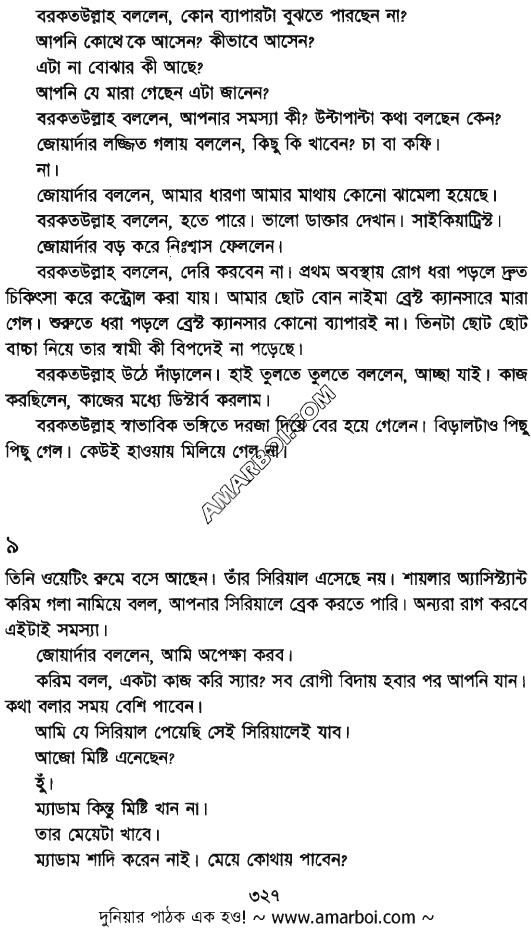 বরকতউল্লাহ বললেন, কোন ব্যাপারটা বুঝতে পারছেন না?
আপনি কোথেকে আসেন? কীভাবে আসেন?
এটা না বোঝার কী আছে?
আপনি যে মারা গেছেন এটা জানেন?
বরকতউল্লাহ বললেন, আপনার সমস্যা কী? উল্টাপাল্টা কথা বলছেন কেন?
জোয়ার্দার লজ্জিত গলায় বললেন, কিছু কি খাবেন? চা বা কফি।
না।
জোয়ার্দার বললেন, আমার ধারণা আমার মাথায় কোনো ঝামেলা হয়েছে।
বরকতউল্লাহ বললেন, হতে পারে। ভালো ডাক্তার দেখান। সাইকিয়াট্রিস্ট।
জোয়ার্দার বড় করে নিঃশ্বাস ফেললেন।
বরকতউল্লাহ বললেন, দেরি করবেন না। প্রথম অবস্থায় রোগ ধরা পড়লে দ্রুত
চিকিৎসা করে কন্ট্রোল করা যায়। আমার ছোট বোন নাইমা ব্রেস্ট ক্যানসারে মারা
গেল। শুরুতে ধরা পড়লে ব্রেস্ট ক্যানসার কোনো ব্যাপারই না। তিনটা ছোট ছোট
বাচ্চা নিয়ে তার স্বামী কী বিপদেই না পড়েছে।
বরকতউল্লাহ উঠে দাঁড়ালেন। হাই তুলতে তুলতে বললেন, আচ্ছা যাই। কাজ
করছিলেন, কাজের মধ্যে ডিস্টার্ব করলাম।
বরকতউল্লাহ স্বাভাবিক ভঙ্গিতে দরজা দিয়ে বের হয়ে গেলেন। বিড়ালটাও পিছু
পিছু গেল। কেউই হাওয়ায় মিলিয়ে গেল না।
AMARBOI.COM
৯
তিনি ওয়েটিং রুমে বসে আছেন। তাঁর সিরিয়াল এসেছে নয়। শায়লার অ্যাসিস্ট্যান্ট
করিম গলা নামিয়ে বলল, আপনার সিরিয়ালে ব্রেক করতে পারি। অন্যরা রাগ করবে
এইটাই সমস্যা।
জোয়ার্দার বললেন, আমি অপেক্ষা করব।
করিম বলল, একটা কাজ করি স্যার? সব রোগী বিদায় হবার পর আপনি যান।
কথা বলার সময় বেশি পাবেন।
আমি যে সিরিয়াল পেয়েছি সেই সিরিয়ালেই যাব।
আজো মিষ্টি এনেছেন?
হুঁ।
ম্যাডাম কিন্তু মিষ্টি খান না।
তার মেয়েটা খাবে।
ম্যাডাম শাদি করেন নাই। মেয়ে কোথায় পাবেন?
৩২৭
দুনিয়ার পাঠক এক হও! ~ www.amarboi.com ~